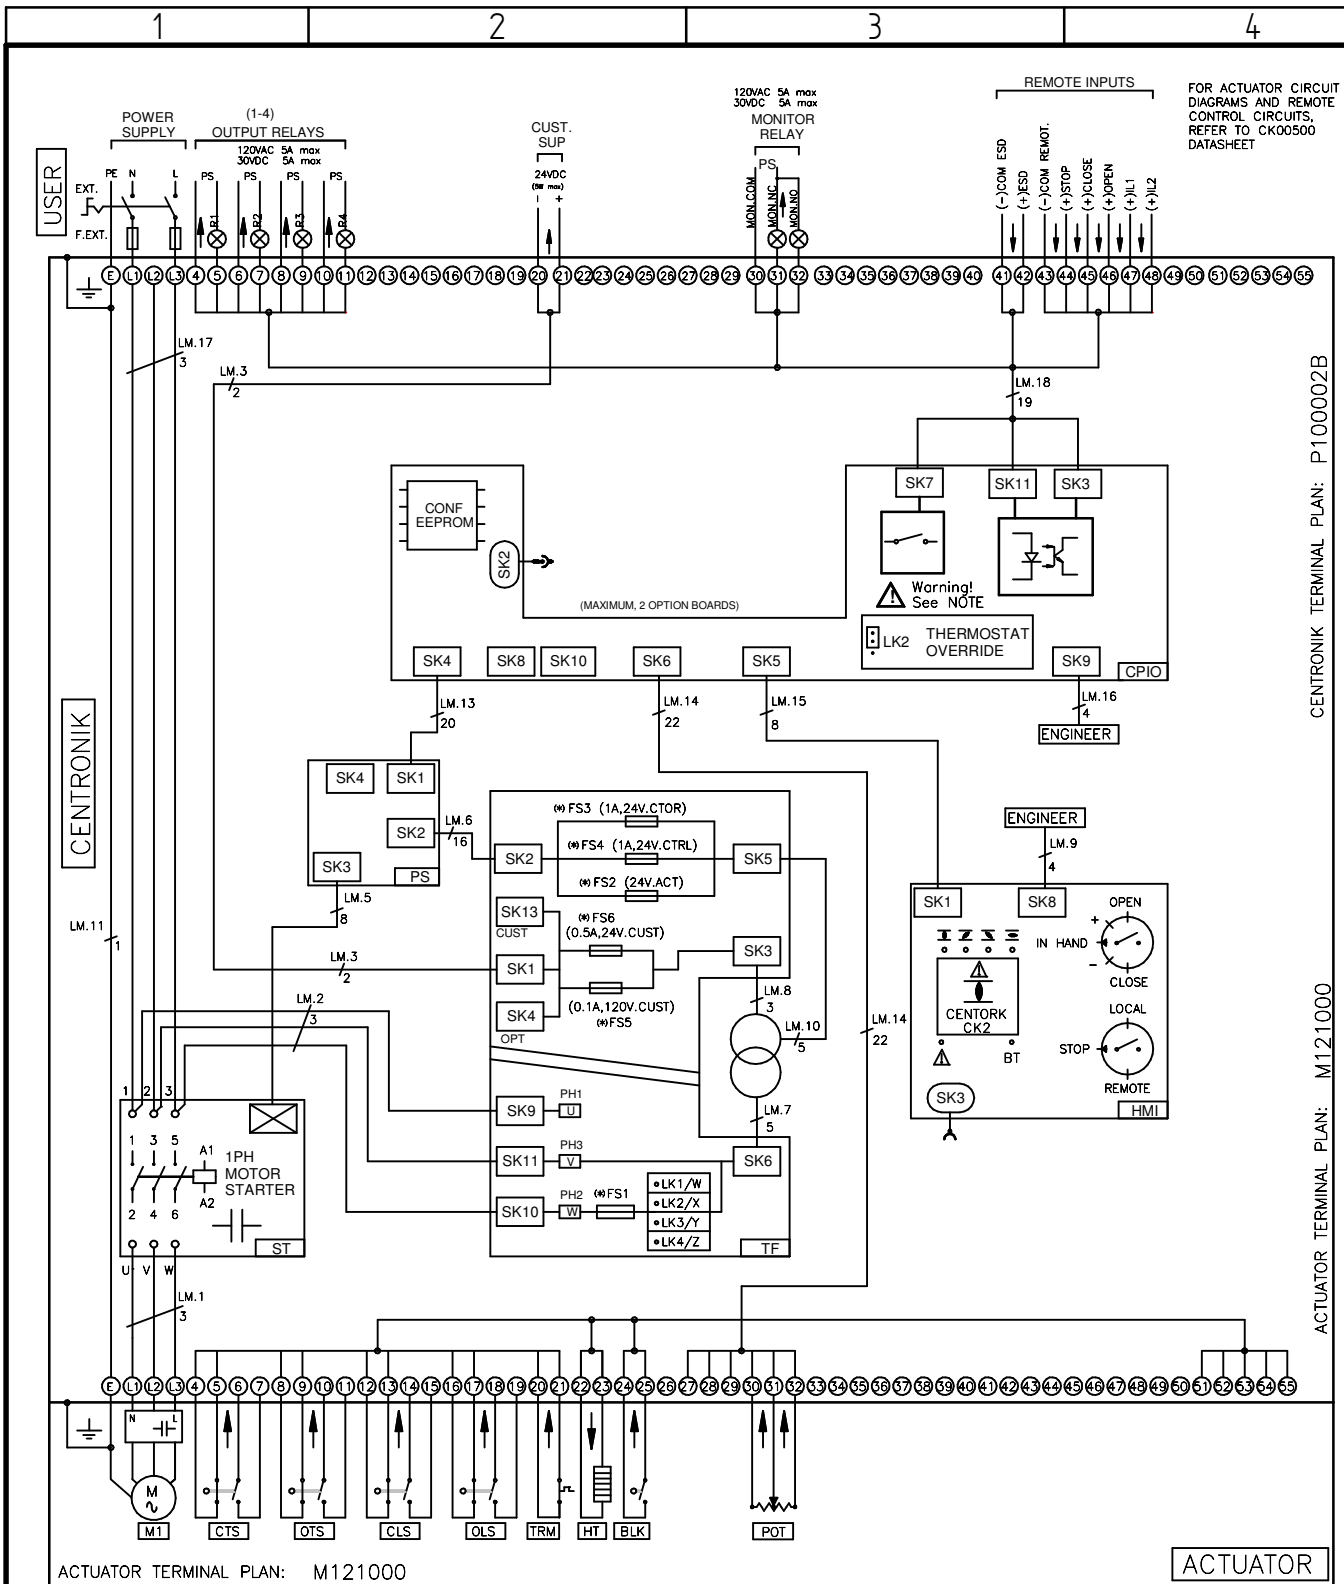 1 2 3 4
FOR ACTUATOR CIRCUIT
DIAGRAMS AND REMOTE
CONTROL CIRCUITS,
REFER TO CK00500
DATASHEET
USER
POWER
SUPPLY
(1-4)
OUTPUT RELAYS
120VAC 5A max
30VDC 5A max
CUST.
SUP
24VDC
(5W max)
- +
120VAC 5A max
30VDC 5A max
MONITOR
RELAY
REMOTE INPUTS
PE N L
EXT.
F.EXT.
PS PS PS PS
R1 R2 R3 R4
PS
MON.COM
MON.NC
MON.NO
(-)COM ESD
(+)ESD
(-)COM REMOT.
(+)STOP
(+)CLOSE
(+)OPEN
(+)IL1
(+)IL2
E L1 L2 L3 4 5 6 7 8 9 10 11 12 13 14 15 16 17 18 19 20 21 22 23 24 25 26 27 28 29 30 31 32 33 34 35 36 37 38 39 40 41 42 43 44 45 46 47 48 49 50 51 52 53 54 55
LM.17
3
LM.3
2
LM.18
19
CENTRONIK TERMINAL PLAN: P100002B
SK7 SK11 SK3
CONF
EEPROM
SK2
(MAXIMUM, 2 OPTION BOARDS)
Warning!
See NOTE
LK2
THERMOSTAT
OVERRIDE
SK4 SK8 SK10 SK6 SK5 SK9
CPIO
LM.13
20
LM.14
22
LM.15
8
LM.16
4
ENGINEER
CENTRONIK
SK4 SK1
SK2
SK3
PS
LM.6
16
LM.5
8
(*)FS3 (1A,24V.CTOR)
(*)FS4 (1A,24V.CTRL)
(*)FS2 (24V.ACT)
SK2
SK5
SK13
CUST
(*)FS6
(0.5A,24V.CUST)
SK1
SK3
SK4
OPT
(0.1A,120V.CUST)
(*)FS5
LM.8
3
LM.10
5
LM.7
5
LM.14
22
ENGINEER
LM.9
4
SK1
SK8
OPEN
+
IN HAND
-
CLOSE
CENTORK
CK2
BT
LOCAL
STOP
REMOTE
SK3
HMI
LM.11
1
LM.3
2
LM.2
3
SK9
PH1
U
SK11
PH3
V
SK6
SK10
PH2
W
(*)FS1
LK1/W
LK2/X
LK3/Y
LK4/Z
TF
1 2 3
1 3 5
A1
A2
2 4 6
1PH
MOTOR
STARTER
ST
U V W
LM.1
3
ACTUATOR TERMINAL PLAN: M121000
E L1 L2 L3 4 5 6 7 8 9 10 11 12 13 14 15 16 17 18 19 20 21 22 23 24 25 26 27 28 29 30 31 32 33 34 35 36 37 38 39 40 41 42 43 44 45 46 47 48 49 50 51 52 53 54 55
N L
M
M1 CTS OTS CLS OLS TRM HT BLK POT
ACTUATOR TERMINAL PLAN: M121000
ACTUATOR